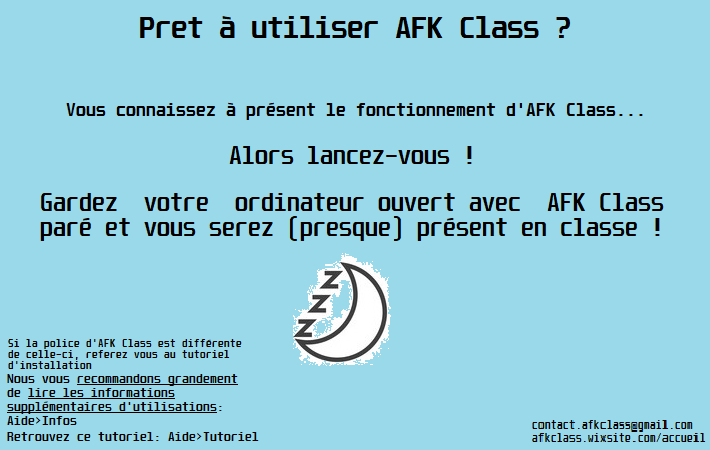 Pret à utiliser AFK Class ?
Vous connaissez à présent le fonctionnement d'AFK Class...
Alors lancez-vous !
Gardez votre ordinateur ouvert avec AFK Class
paré et vous serez (presque) présent en classe !
Z
Z
Z
Si la police d'AFK Class est différente
de celle-ci, referez vous au tutoriel
d'installation
Nous vous recommandons grandement
de lire les informations
supplémentaires d'utilisations:
Aide>Infos
Retrouvez ce tutoriel: Aide>Tutoriel
contact.afkclass@gmail.com
afkclass.wixsite.com/accueil